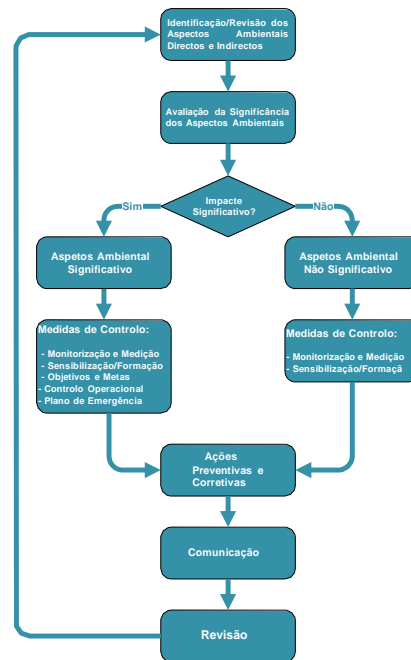 Identificação/Revisão dos
Aspectos Ambientais
Directos e Indirectos
Avaliação da Significância
dos Aspectos Ambientais
Impacte
Significativo?
Sim
Não
Aspetos Ambiental
Significativo
Aspetos Ambiental
Não Significativo
Medidas de Controlo:
- Monitorização e Medição
- Sensibilização/Formação
- Objetivos e Metas
- Controlo Operacional
- Plano de Emergência
Medidas de Controlo:
- Monitorização e Medição
- Sensibilização/Formaçã
Ações
Preventivas e
Corretivas
Comunicação
Revisão